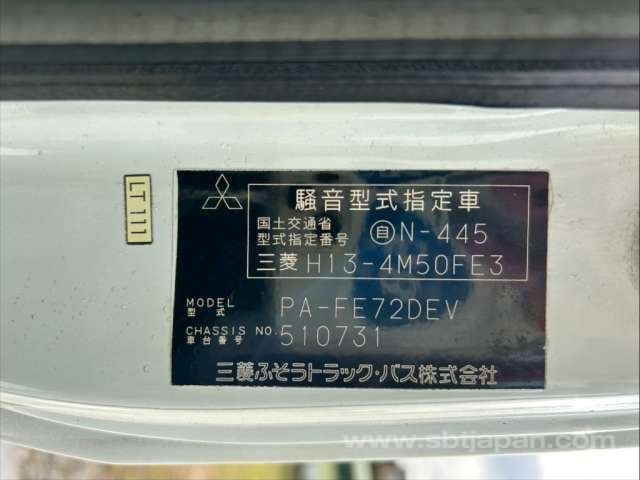 LT111
騒音型式指定車
国土交通省
型式指定番号 自N-445
三菱 H13-4M50FE3
MODEL 型式 PA-FE72DEV
CHASSIS NO. 車台番号 510731
三菱ふそうトラック・バス株式会社
www.sbtjapan.com